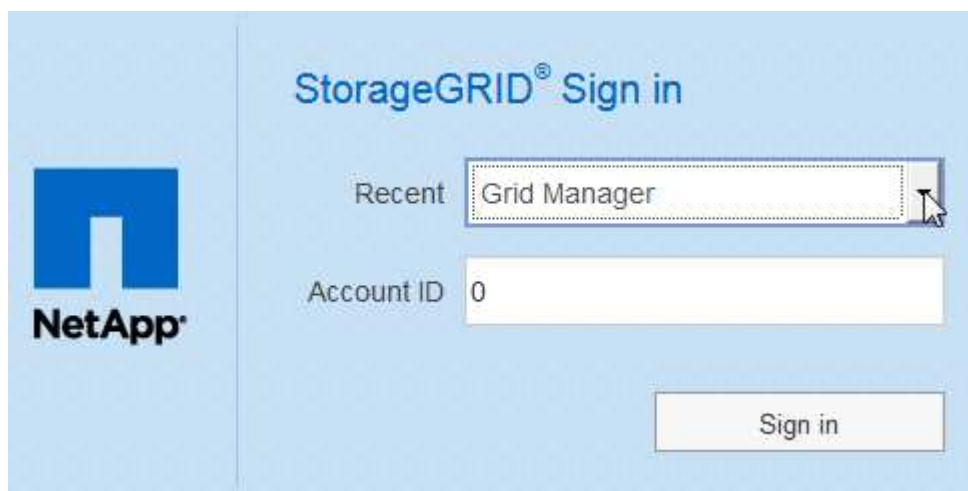 StorageGRID® Sign in
Recent Grid Manager
Account ID 0
NetApp®
Sign in